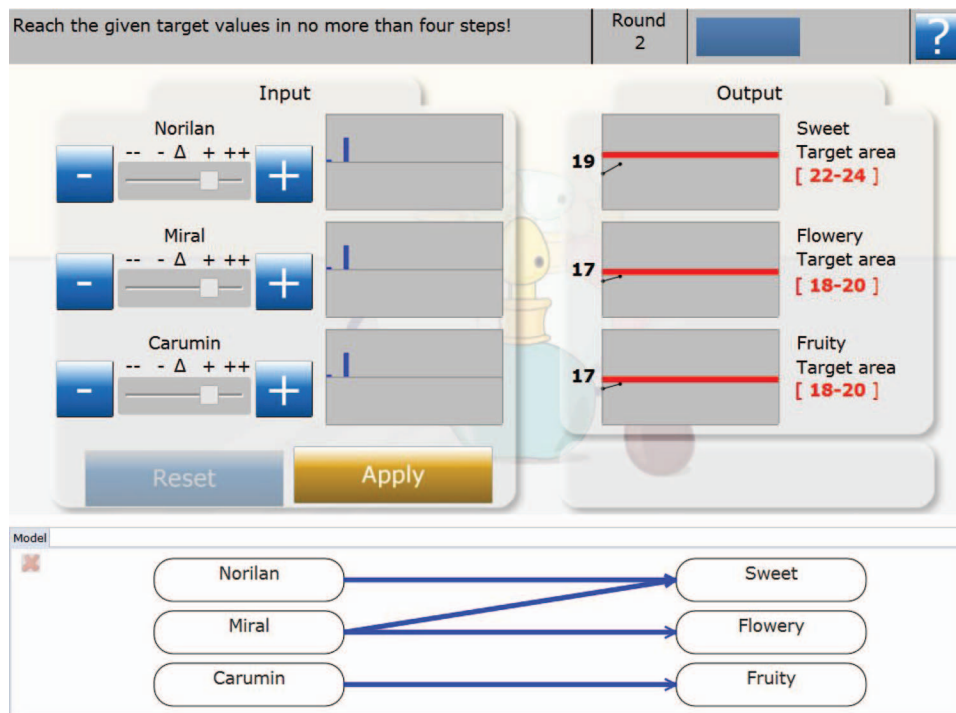 Reach the given target values in no more than four steps!
Round
2
?
Input
Output
Norilan
-- - Δ + ++
-
+
19
Sweet
Target area
[ 22-24 ]
Miral
-- - Δ + ++
-
+
17
Flowery
Target area
[ 18-20 ]
Carumin
-- - Δ + ++
-
+
17
Fruity
Target area
[ 18-20 ]
Reset
Apply
Model
Norilan
Sweet
Miral
Flowery
Carumin
Fruity